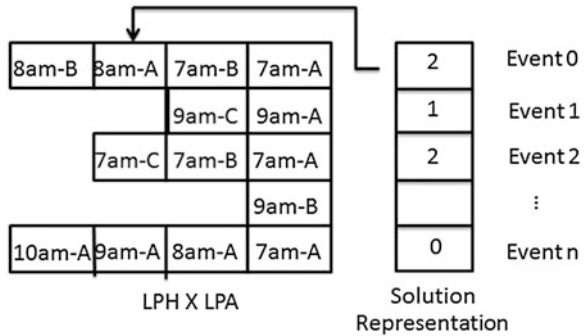 8am-B 8am-A 7am-B 7am-A 2 Event 0
9am-C 9am-A 1 Event 1
7am-C 7am-B 7am-A 2 Event 2
9am-B ⋮
10am-A 9am-A 8am-A 7am-A 0 Event n
LPH X LPA Solution
Representation